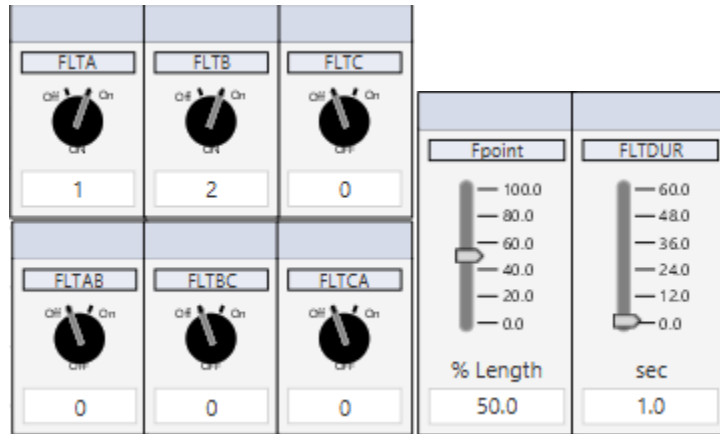 FLTA
Off On
ON
1
FLTB
Off On
ON
2
FLTC
Off On
OFF
0
FLTAB
Off On
OFF
0
FLTBC
Off On
OFF
0
FLTCA
Off On
OFF
0
Fpoint
100.0
80.0
60.0
40.0
20.0
0.0
% Length
50.0
FLTDUR
60.0
48.0
36.0
24.0
12.0
0.0
sec
1.0